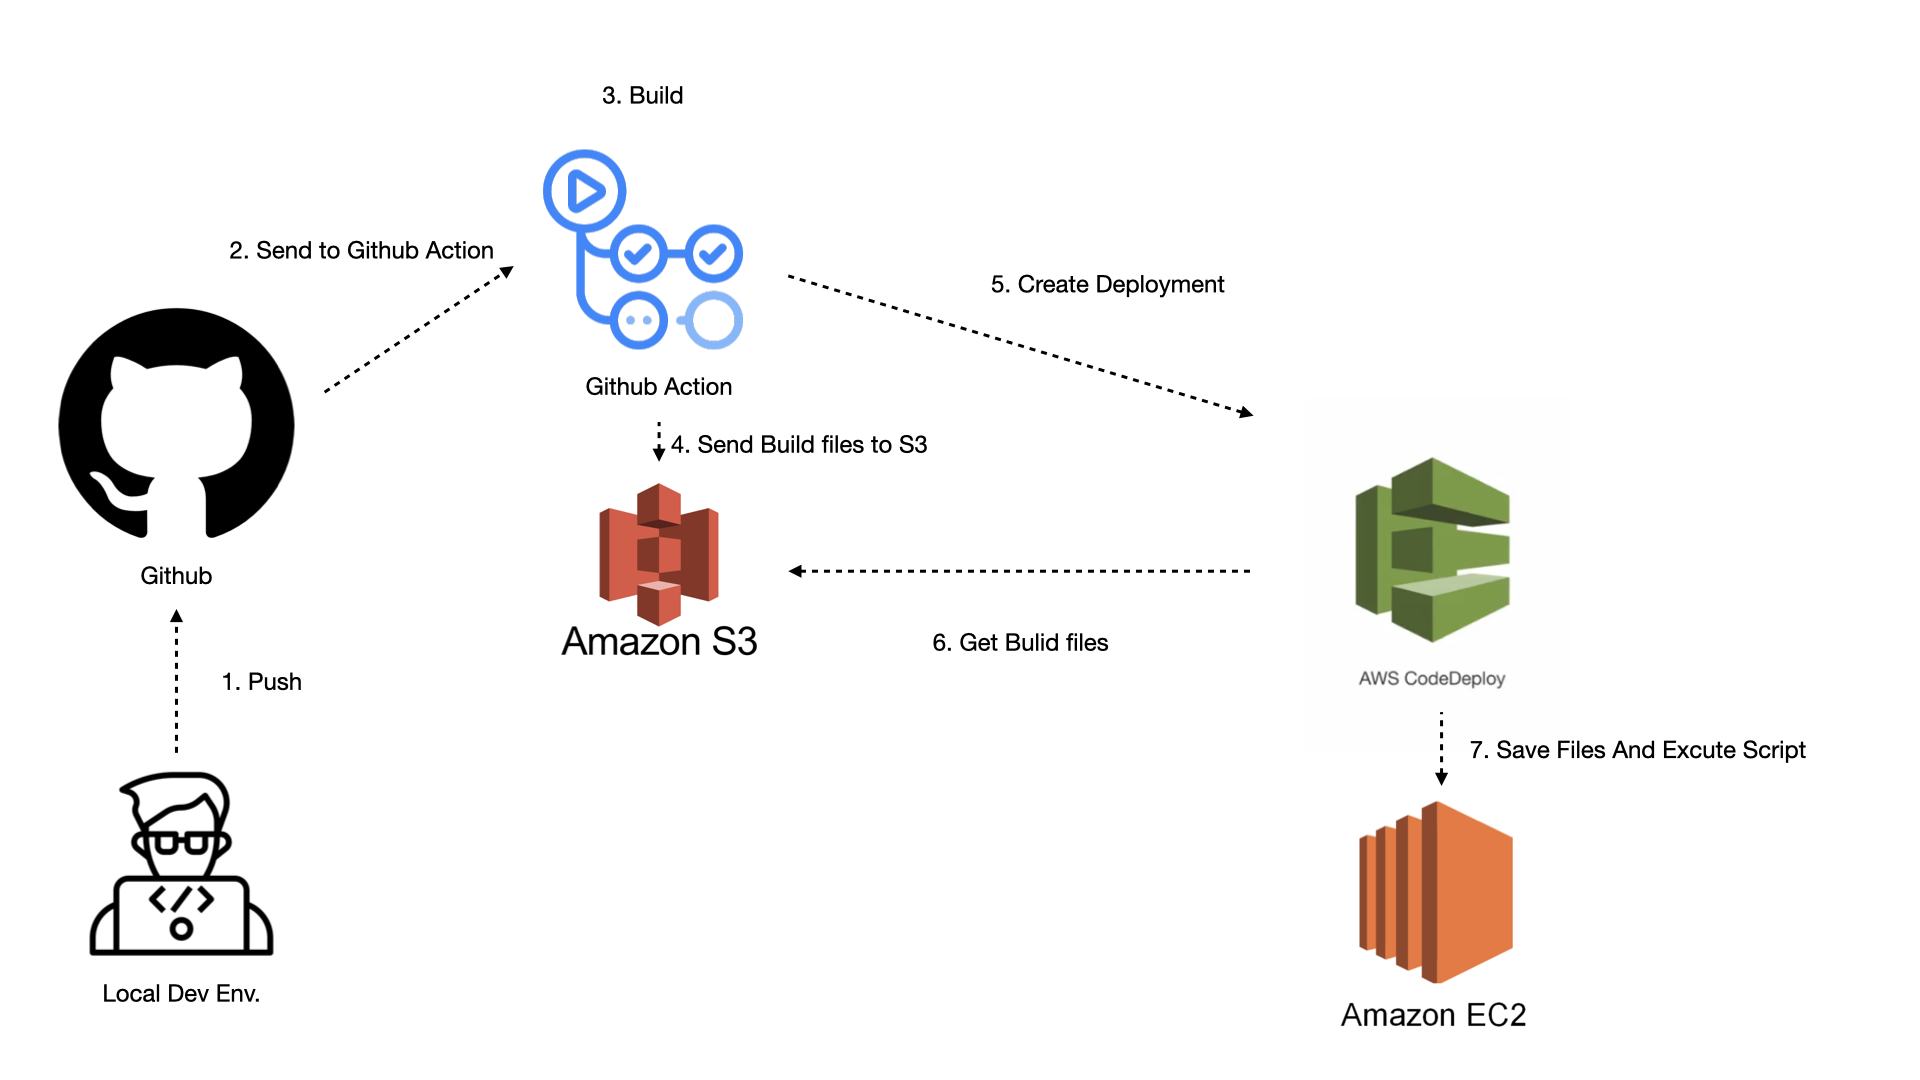 3. Build
2. Send to Github Action
5. Create Deployment
Github Action
4. Send Build files to S3
Github
Amazon S3
6. Get Bulid files
AWS CodeDeploy
1. Push
7. Save Files And Excute Script
</>
Local Dev Env.
Amazon EC2